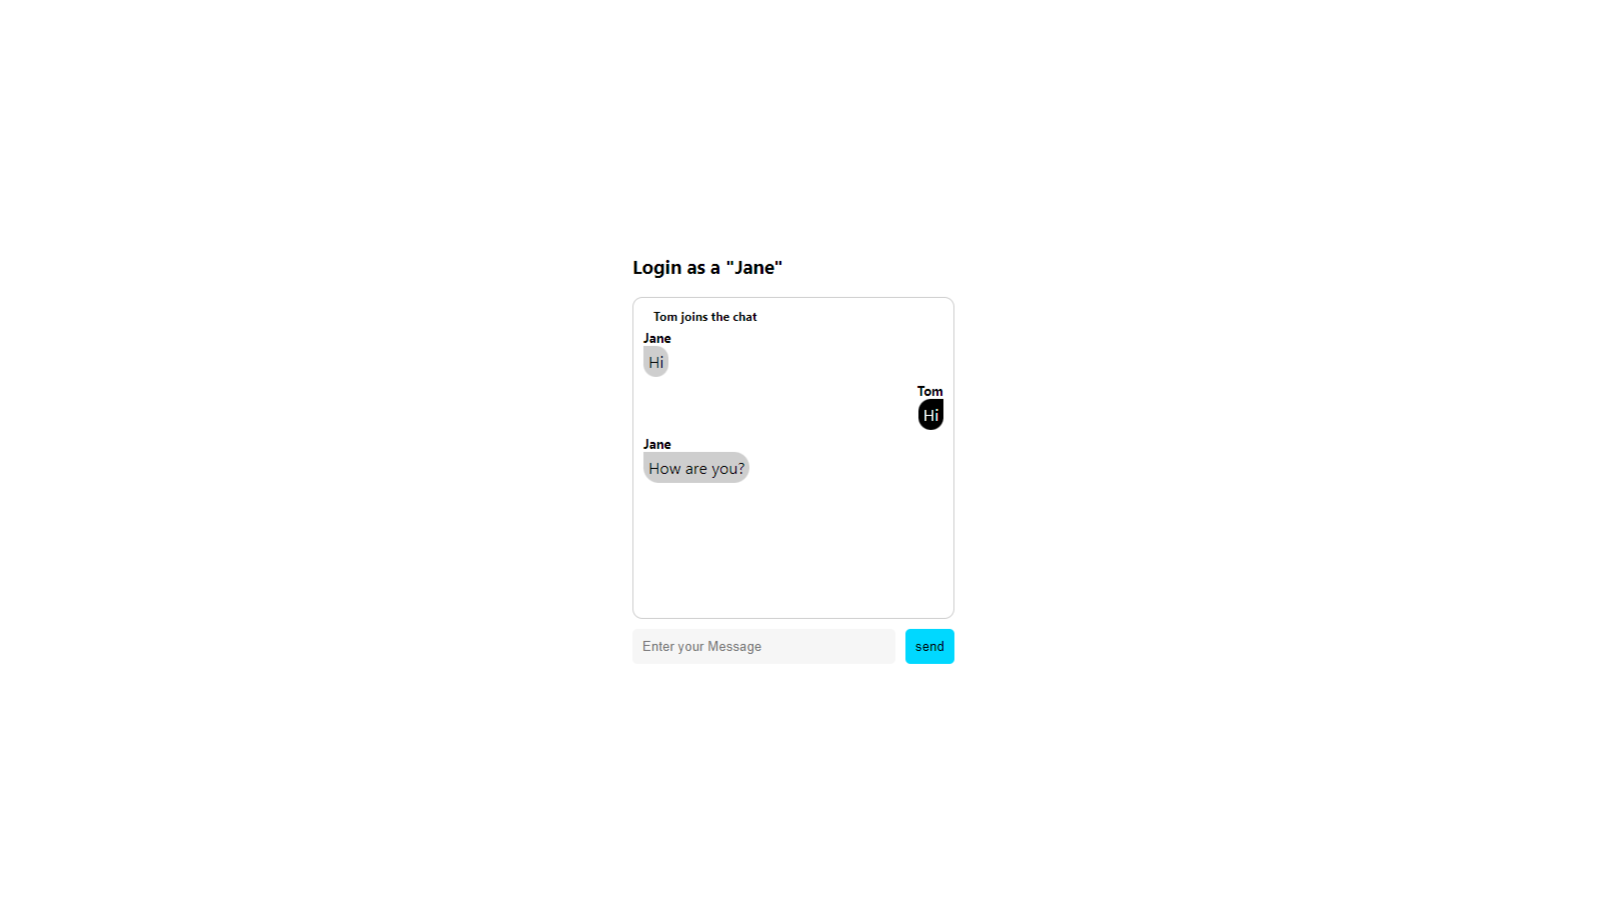 Login as a "Jane"
Tom joins the chat
Jane
Hi
Tom
Hi
Jane
How are you?
Enter your Message
send